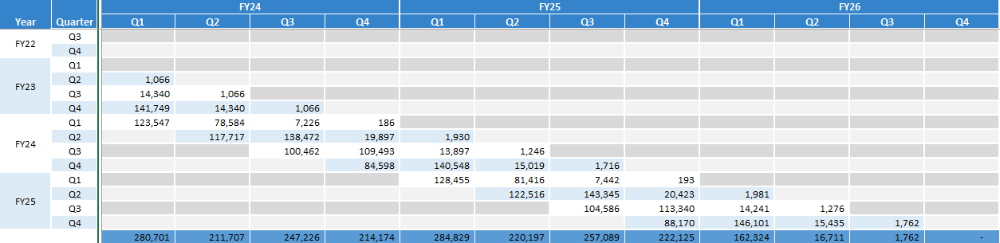 FY24 FY25 FY26
Year Quarter Q1 Q2 Q3 Q4 Q1 Q2 Q3 Q4 Q1 Q2 Q3 Q4
FY22 Q3
Q4
FY23 Q1
Q2 1,066
Q3 14,340 1,066
Q4 141,749 14,340 1,066
FY24 Q1 123,547 78,584 7,226 186
Q2 117,717 138,472 19,897 1,930
Q3 100,462 109,493 13,897 1,246
Q4 84,598 140,548 15,019 1,716
FY25 Q1 128,455 81,416 7,442 193
Q2 122,516 143,345 20,423 1,981
Q3 104,586 113,340 14,241 1,276
Q4 88,170 146,101 15,435 1,762
280,701 211,707 247,226 214,174 284,829 220,197 257,089 222,125 162,324 16,711 1,762 -